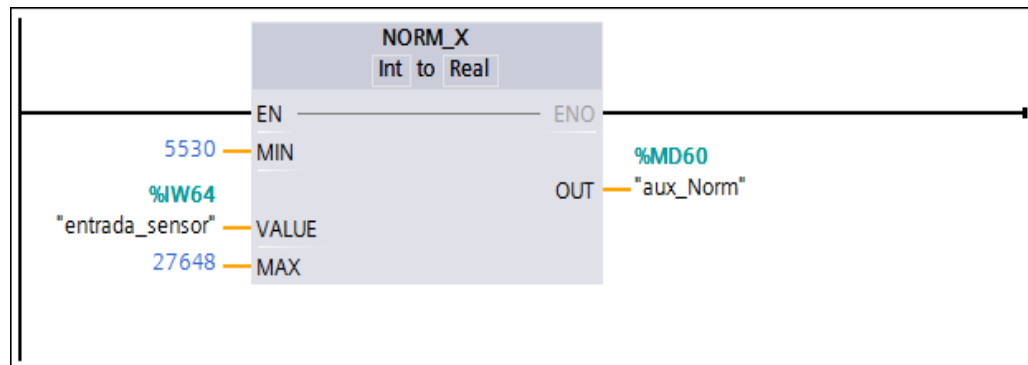 NORM_X
Int to Real
EN
ENO
5530
MIN
%MD60
%IW64
OUT
"aux_Norm"
"entrada_sensor"
VALUE
27648
MAX